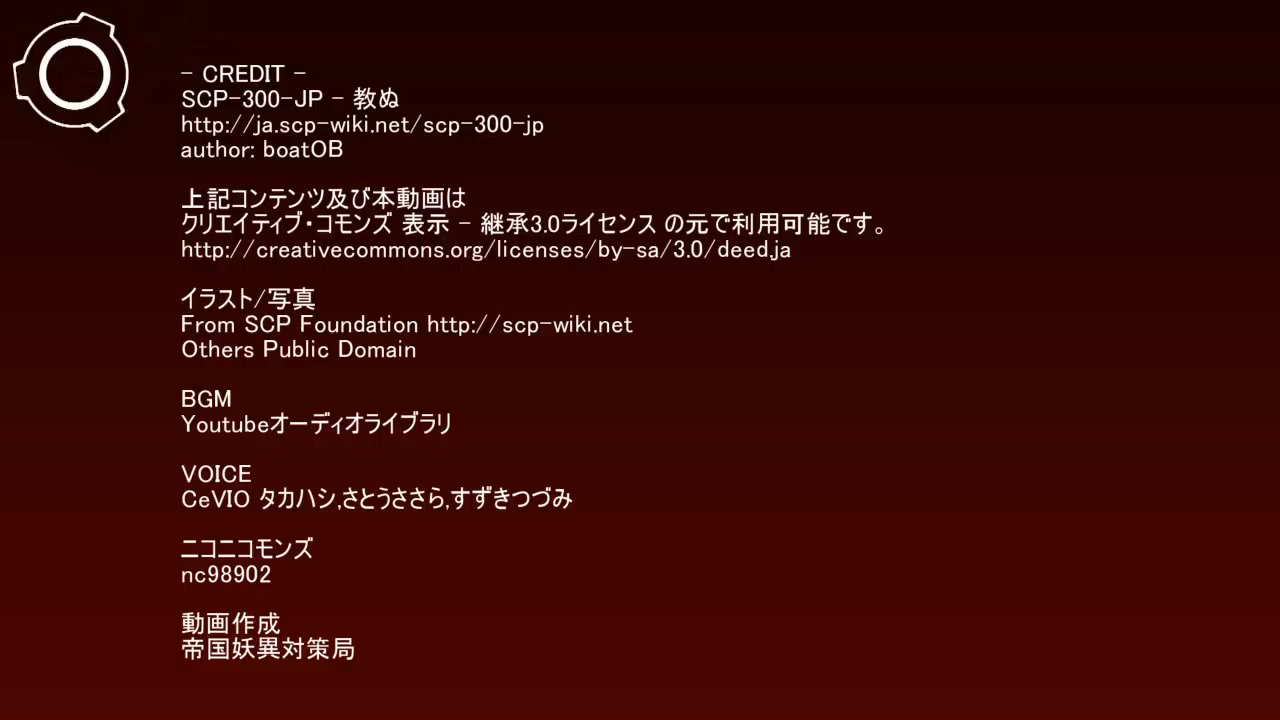 - CREDIT -
SCP-300-JP - 教ぬ
http://ja.scp-wiki.net/scp-300-jp
author: boatOB
上記コンテンツ及び本動画は
クリエイティブ・コモンズ 表示 - 継承3.0ライセンス の元で利用可能です。
http://creativecommons.org/licenses/by-sa/3.0/deed.ja
イラスト/写真
From SCP Foundation http://scp-wiki.net
Others Public Domain
BGM
Youtubeオーディオライブラリ
VOICE
CeVIO タカハシ,さとうささら,すずきつづみ
ニコニコモンズ
nc98902
動画作成
帝国妖異対策局